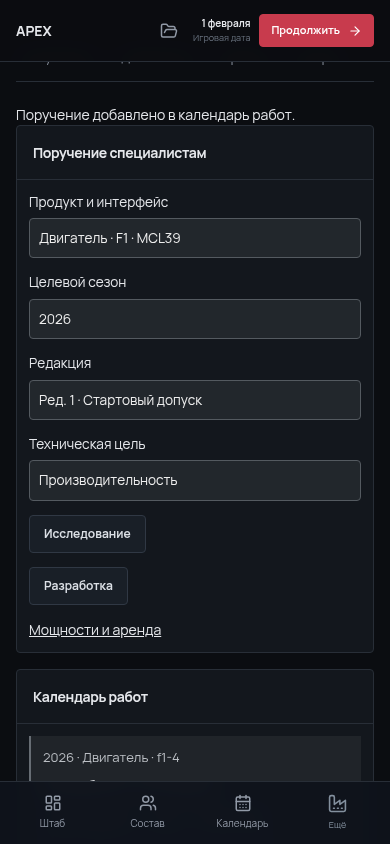 APEX
1 февраля
Игровая дата
Продолжить
Поручение добавлено в календарь работ.
Поручение специалистам
Продукт и интерфейс
Двигатель · F1 · MCL39
Целевой сезон
2026
Редакция
Ред. 1 · Стартовый допуск
Техническая цель
Производительность
Исследование
Разработка
Мощности и аренда
Календарь работ
2026 · Двигатель · f1-4
Штаб
Состав
Календарь
Ещё